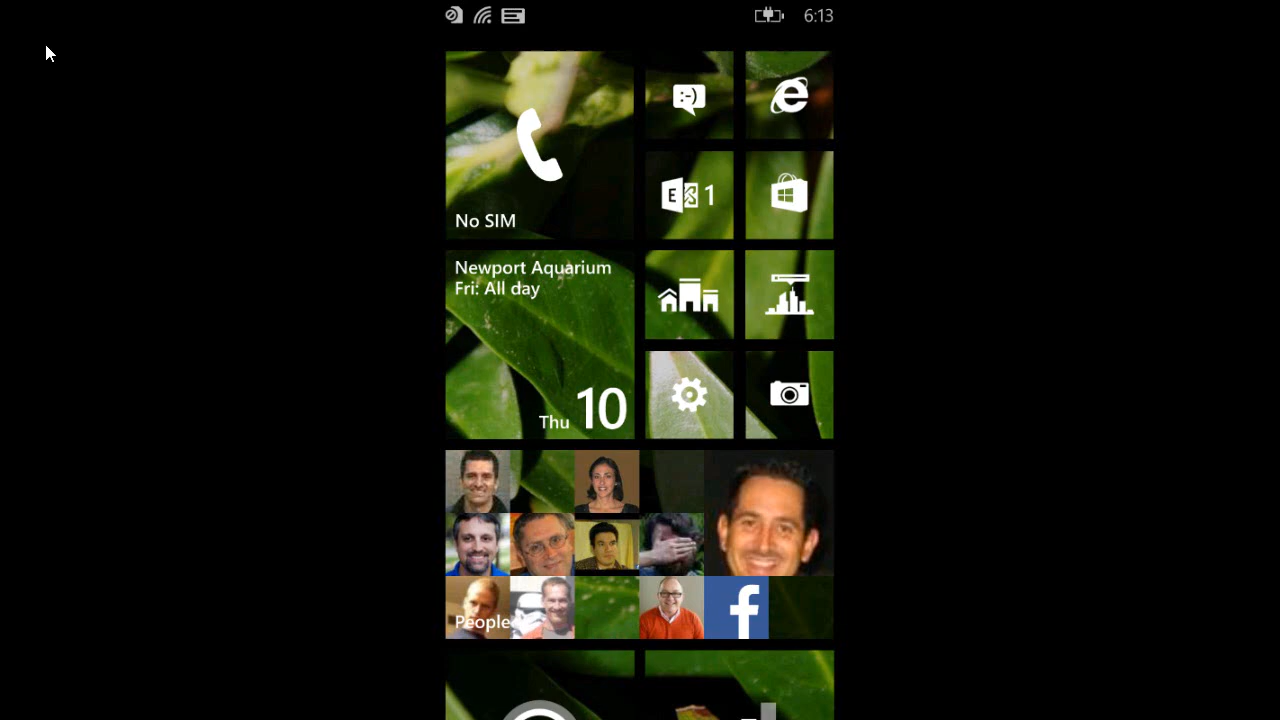 6:13
:-)
No SIM
E 1
Newport Aquarium
Fri: All day
Thu 10
People
f